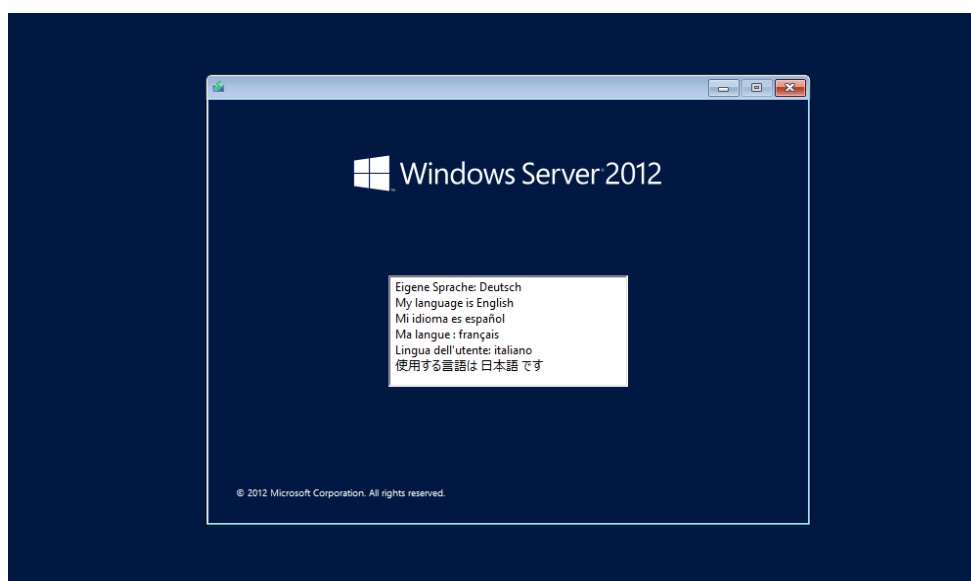 Windows Server 2012
Eigene Sprache: Deutsch
My language is English
Mi idioma es español
Ma langue : français
Lingua dell'utente: italiano
使用する言語は 日本語 です
© 2012 Microsoft Corporation. All rights reserved.